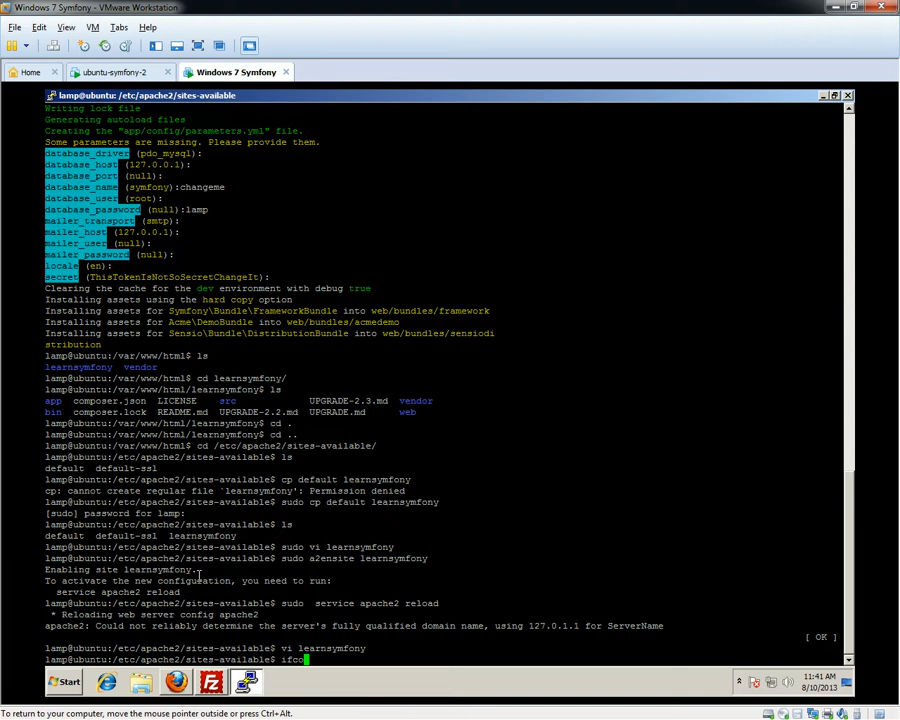 Windows 7 Symfony - VMware Workstation
File Edit View VM Tabs Help
Home ubuntu-symfony-2 Windows 7 Symfony
lamp@ubuntu: /etc/apache2/sites-available
Writing lock file
Generating autoload files
Creating the "app/config/parameters.yml" file.
Some parameters are missing. Please provide them.
database_driver (pdo_mysql):
database_host (127.0.0.1):
database_port (null):
database_name (symfony):changeme
database_user (root):
database_password (null):lamp
mailer_transport (smtp):
mailer_host (127.0.0.1):
mailer_user (null):
mailer_password (null):
locale (en):
secret (ThisTokenIsNotSoSecretChangeIt):
Clearing the cache for the dev environment with debug true
Installing assets using the hard copy option
Installing assets for Symfony\Bundle\FrameworkBundle into web/bundles/framework
Installing assets for Acme\DemoBundle into web/bundles/acmedemo
Installing assets for Sensio\Bundle\DistributionBundle into web/bundles/sensiodi
stribution
lamp@ubuntu:/var/www/html$ ls
learnsymfony vendor
lamp@ubuntu:/var/www/html$ cd learnsymfony/
lamp@ubuntu:/var/www/html/learnsymfony$ ls
app composer.json LICENSE src UPGRADE-2.3.md vendor
bin composer.lock README.md UPGRADE-2.2.md UPGRADE.md web
lamp@ubuntu:/var/www/html/learnsymfony$ cd .
lamp@ubuntu:/var/www/html/learnsymfony$ cd ..
lamp@ubuntu:/var/www/html$ cd /etc/apache2/sites-available/
lamp@ubuntu:/etc/apache2/sites-available$ ls
default default-ssl
lamp@ubuntu:/etc/apache2/sites-available$ cp default learnsymfony
cp: cannot create regular file `learnsymfony': Permission denied
lamp@ubuntu:/etc/apache2/sites-available$ sudo cp default learnsymfony
[sudo] password for lamp:
lamp@ubuntu:/etc/apache2/sites-available$ ls
default default-ssl learnsymfony
lamp@ubuntu:/etc/apache2/sites-available$ sudo vi learnsymfony
lamp@ubuntu:/etc/apache2/sites-available$ sudo a2ensite learnsymfony
Enabling site learnsymfony.
To activate the new configuration, you need to run:
service apache2 reload
lamp@ubuntu:/etc/apache2/sites-available$ sudo service apache2 reload
* Reloading web server config apache2
apache2: Could not reliably determine the server's fully qualified domain name, using 127.0.1.1 for ServerName
[ OK ]
lamp@ubuntu:/etc/apache2/sites-available$ vi learnsymfony
lamp@ubuntu:/etc/apache2/sites-available$ ifco
Start
11:41 AM
8/10/2013
To return to your computer, move the mouse pointer outside or press Ctrl+Alt.